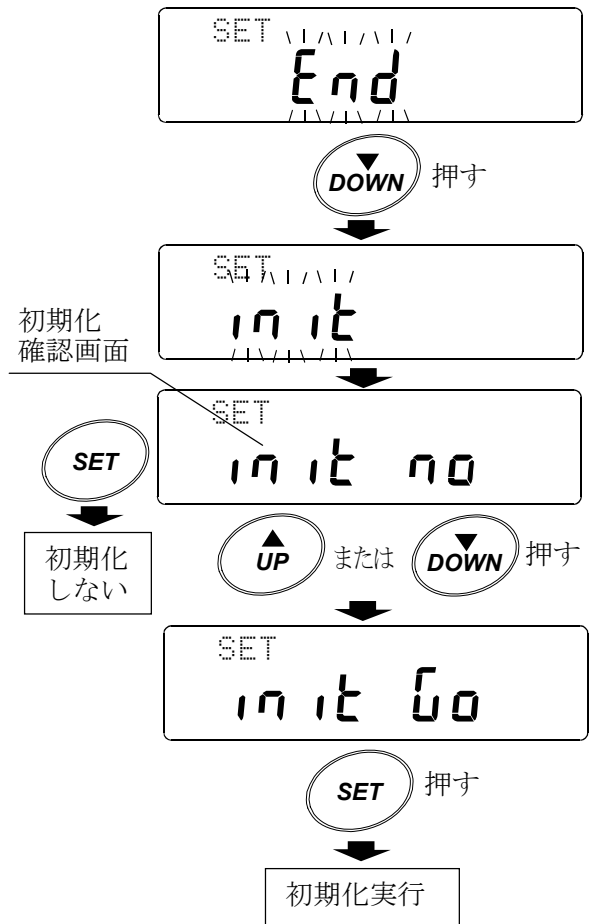 SET
End
▼
DOWN 押す
SET
init
初期化
確認画面
SET
init no
SET
初期化
しない
▲
UP または ▼
DOWN 押す
SET
init Go
SET 押す
初期化実行